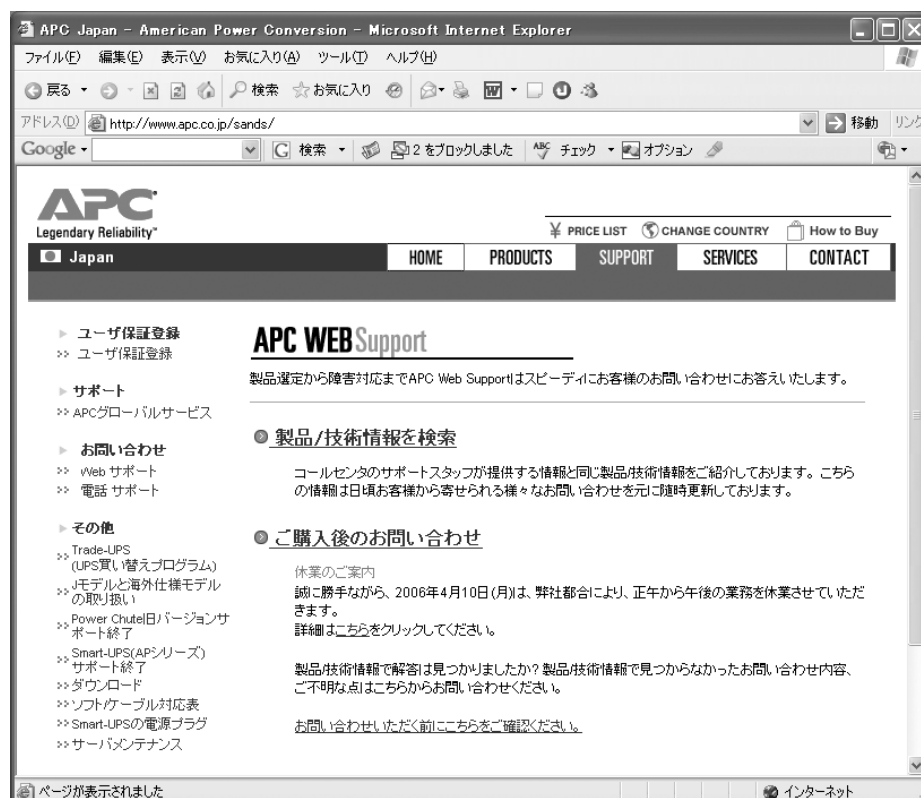 APC Japan - American Power Conversion - Microsoft Internet Explorer
ファイル(F) 編集(E) 表示(V) お気に入り(A) ツール(T) ヘルプ(H)
戻る 検索 お気に入り
アドレス(D) http://www.apc.co.jp/sands/ 移動 リンク
Google 検索 2 をブロックしました ABC チェック オプション
APC
Legendary Reliability™
PRICE LIST CHANGE COUNTRY How to Buy
Japan HOME PRODUCTS SUPPORT SERVICES CONTACT
ユーザ保証登録
>> ユーザ保証登録
サポート
>> APCグローバルサービス
お問い合わせ
>> Web サポート
>> 電話 サポート
その他
>> Trade-UPS
(UPS買い替えプログラム)
>> Jモデルと海外仕様モデル
の取り扱い
>> Power Chute旧バージョンサ
ポート終了
>> Smart-UPS(APシリーズ)
サポート終了
>> ダウンロード
>> ソフト/ケーブル対応表
>> Smart-UPSの電源プラグ
>> サーバメンテナンス
APC WEB Support
製品選定から障害対応までAPC Web Supportはスピーディにお客様のお問い合わせにお答えいたします。
製品/技術情報を検索
コールセンタのサポートスタッフが提供する情報と同じ製品/技術情報をご紹介しております。こちら
の情報は日頃お客様から寄せられる様々なお問い合わせを元に随時更新しております。
ご購入後のお問い合わせ
休業のご案内
誠に勝手ながら、2006年4月10日(月)は、弊社都合により、正午から午後の業務を休業させていただ
きます。
詳細はこちらをクリックしてください。
製品/技術情報で解答は見つかりましたか? 製品/技術情報で見つからなかったお問い合わせ内容、
ご不明な点はこちらからお問い合わせください。
お問い合わせいただく前にこちらをご確認ください。
ページが表示されました インターネット